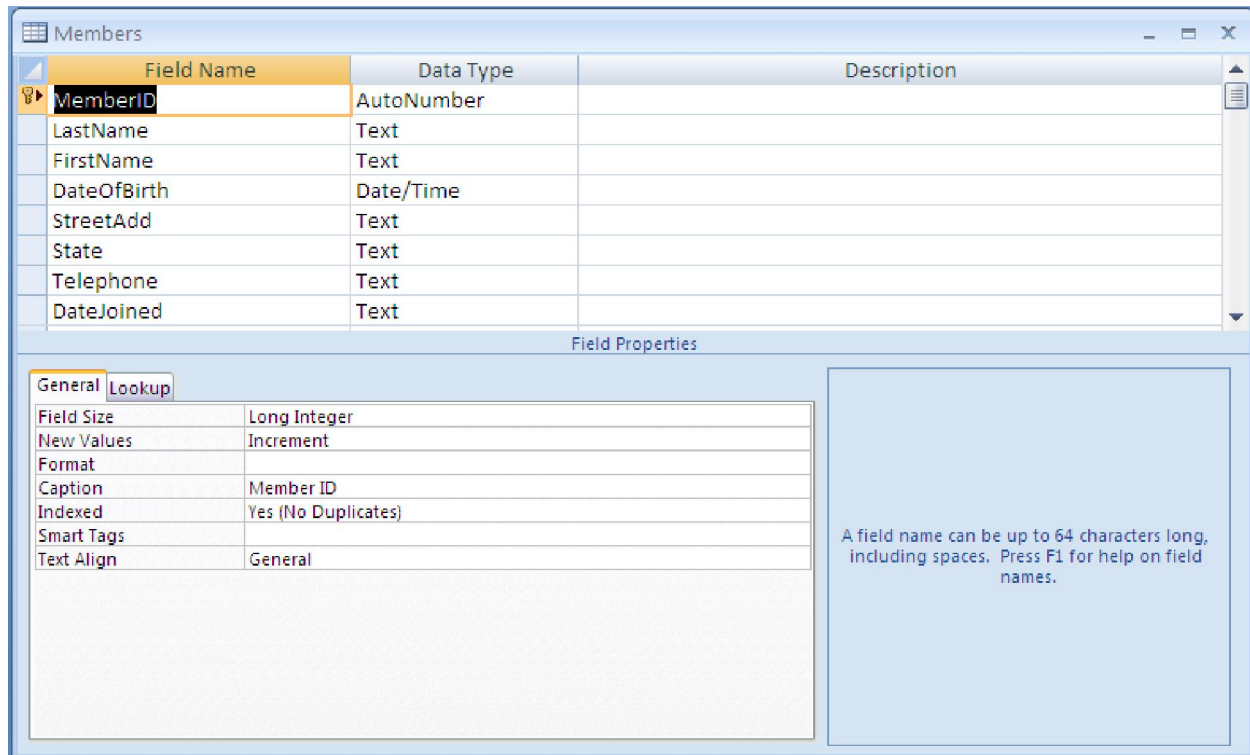 Members
Field Name Data Type Description
MemberID AutoNumber
LastName Text
FirstName Text
DateOfBirth Date/Time
StreetAdd Text
State Text
Telephone Text
DateJoined Text
Field Properties
General Lookup
Field Size Long Integer
New Values Increment
Format
Caption Member ID
Indexed Yes (No Duplicates)
Smart Tags
Text Align General
A field name can be up to 64 characters long,
including spaces. Press F1 for help on field
names.